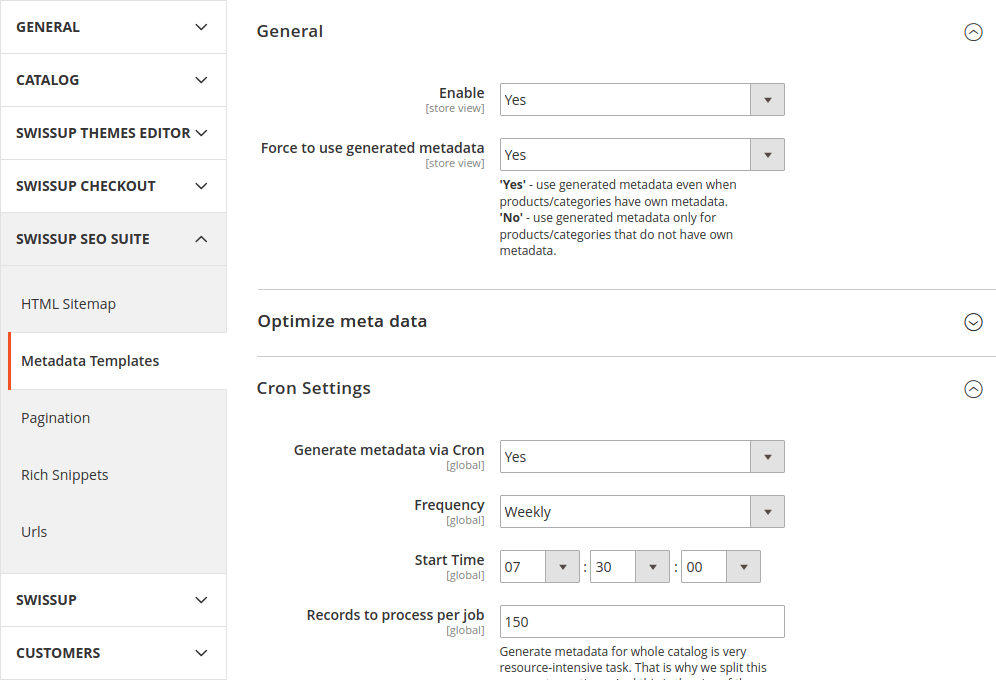 GENERAL
CATALOG
SWISSUP THEMES EDITOR
SWISSUP CHECKOUT
SWISSUP SEO SUITE
HTML Sitemap
Metadata Templates
Pagination
Rich Snippets
Urls
SWISSUP
CUSTOMERS
General
Enable
[store view]
Yes
Force to use generated metadata
[store view]
Yes
'Yes' - use generated metadata even when
products/categories have own metadata.
'No' - use generated metadata only for
products/categories that do not have own
metadata.
Optimize meta data
Cron Settings
Generate metadata via Cron
[global]
Yes
Frequency
[global]
Weekly
Start Time
[global]
07 : 30 : 00
Records to process per job
[global]
150
Generate metadata for whole catalog is very
resource-intensive task. That is why we split this